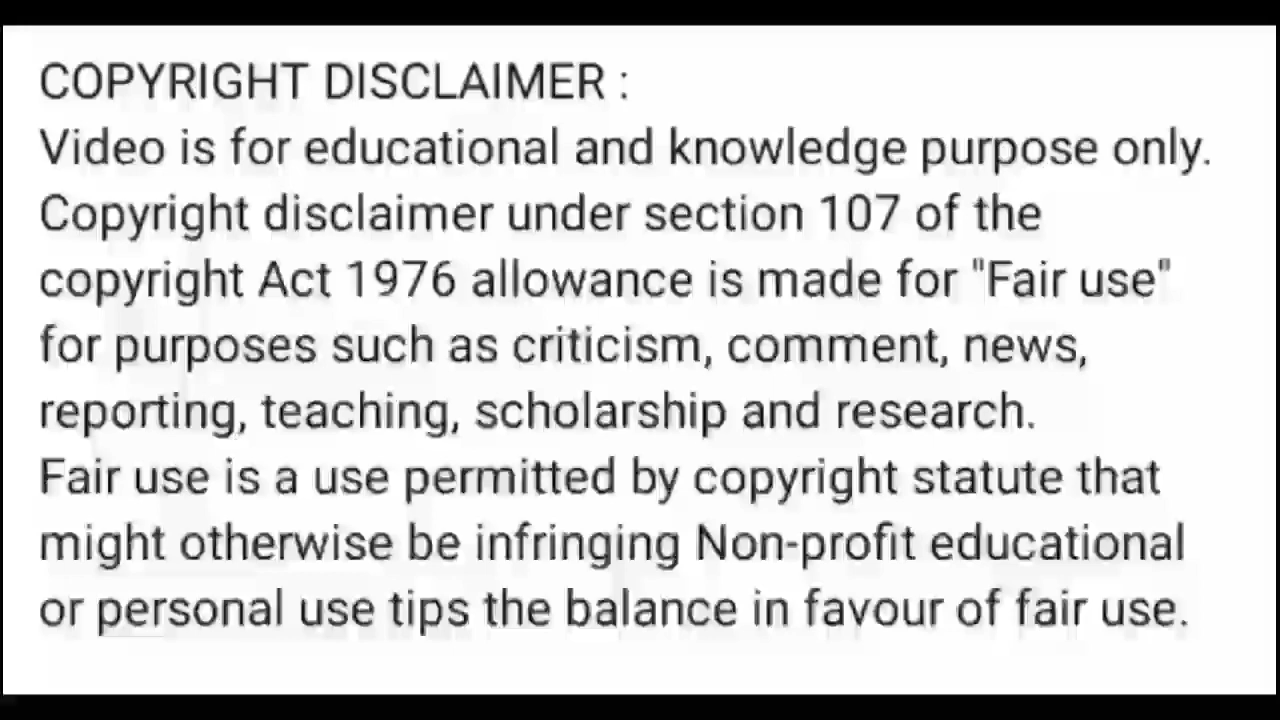 COPYRIGHT DISCLAIMER :
Video is for educational and knowledge purpose only.
Copyright disclaimer under section 107 of the
copyright Act 1976 allowance is made for "Fair use"
for purposes such as criticism, comment, news,
reporting, teaching, scholarship and research.
Fair use is a use permitted by copyright statute that
might otherwise be infringing Non-profit educational
or personal use tips the balance in favour of fair use.